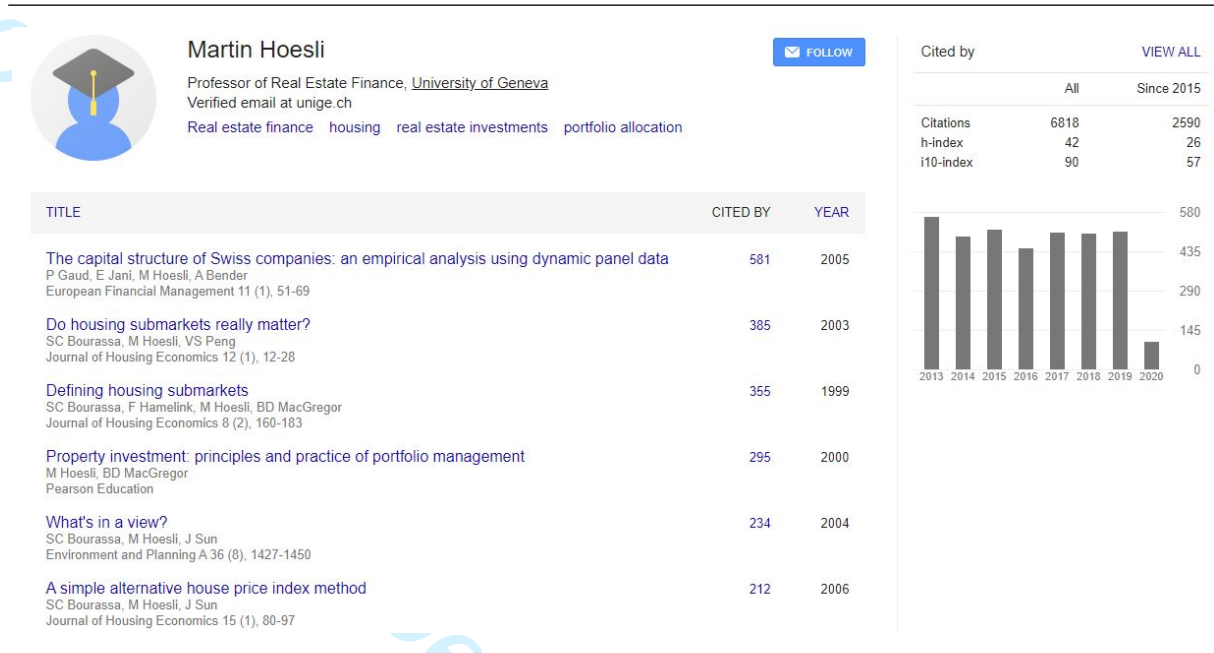 Martin Hoesli
FOLLOW
Professor of Real Estate Finance, University of Geneva
Verified email at unige.ch
Real estate finance housing real estate investments portfolio allocation
TITLE CITED BY YEAR
The capital structure of Swiss companies: an empirical analysis using dynamic panel data 581 2005
P Gaud, E Jani, M Hoesli, A Bender
European Financial Management 11 (1), 51-69
Do housing submarkets really matter? 385 2003
SC Bourassa, M Hoesli, VS Peng
Journal of Housing Economics 12 (1), 12-28
Defining housing submarkets 355 1999
SC Bourassa, F Hamelink, M Hoesli, BD MacGregor
Journal of Housing Economics 8 (2), 160-183
Property investment: principles and practice of portfolio management 295 2000
M Hoesli, BD MacGregor
Pearson Education
What's in a view? 234 2004
SC Bourassa, M Hoesli, J Sun
Environment and Planning A 36 (8), 1427-1450
A simple alternative house price index method 212 2006
SC Bourassa, M Hoesli, J Sun
Journal of Housing Economics 15 (1), 80-97
Cited by VIEW ALL
All Since 2015
Citations 6818 2590
h-index 42 26
i10-index 90 57
580
435
290
145
0
2013 2014 2015 2016 2017 2018 2019 2020